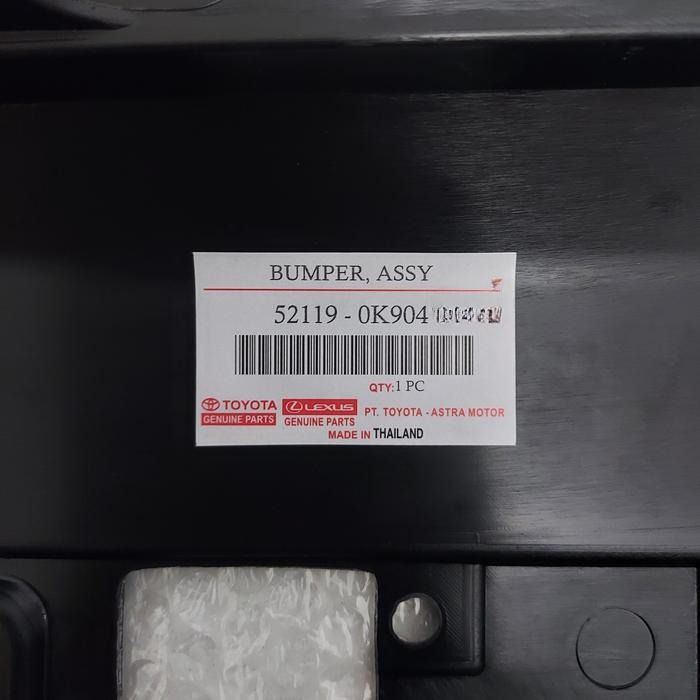 BUMPER, ASSY
52119 - 0K904
QTY: 1 PC
TOYOTA LEXUS PT. TOYOTA - ASTRA MOTOR
GENUINE PARTS GENUINE PARTS
MADE IN THAILAND